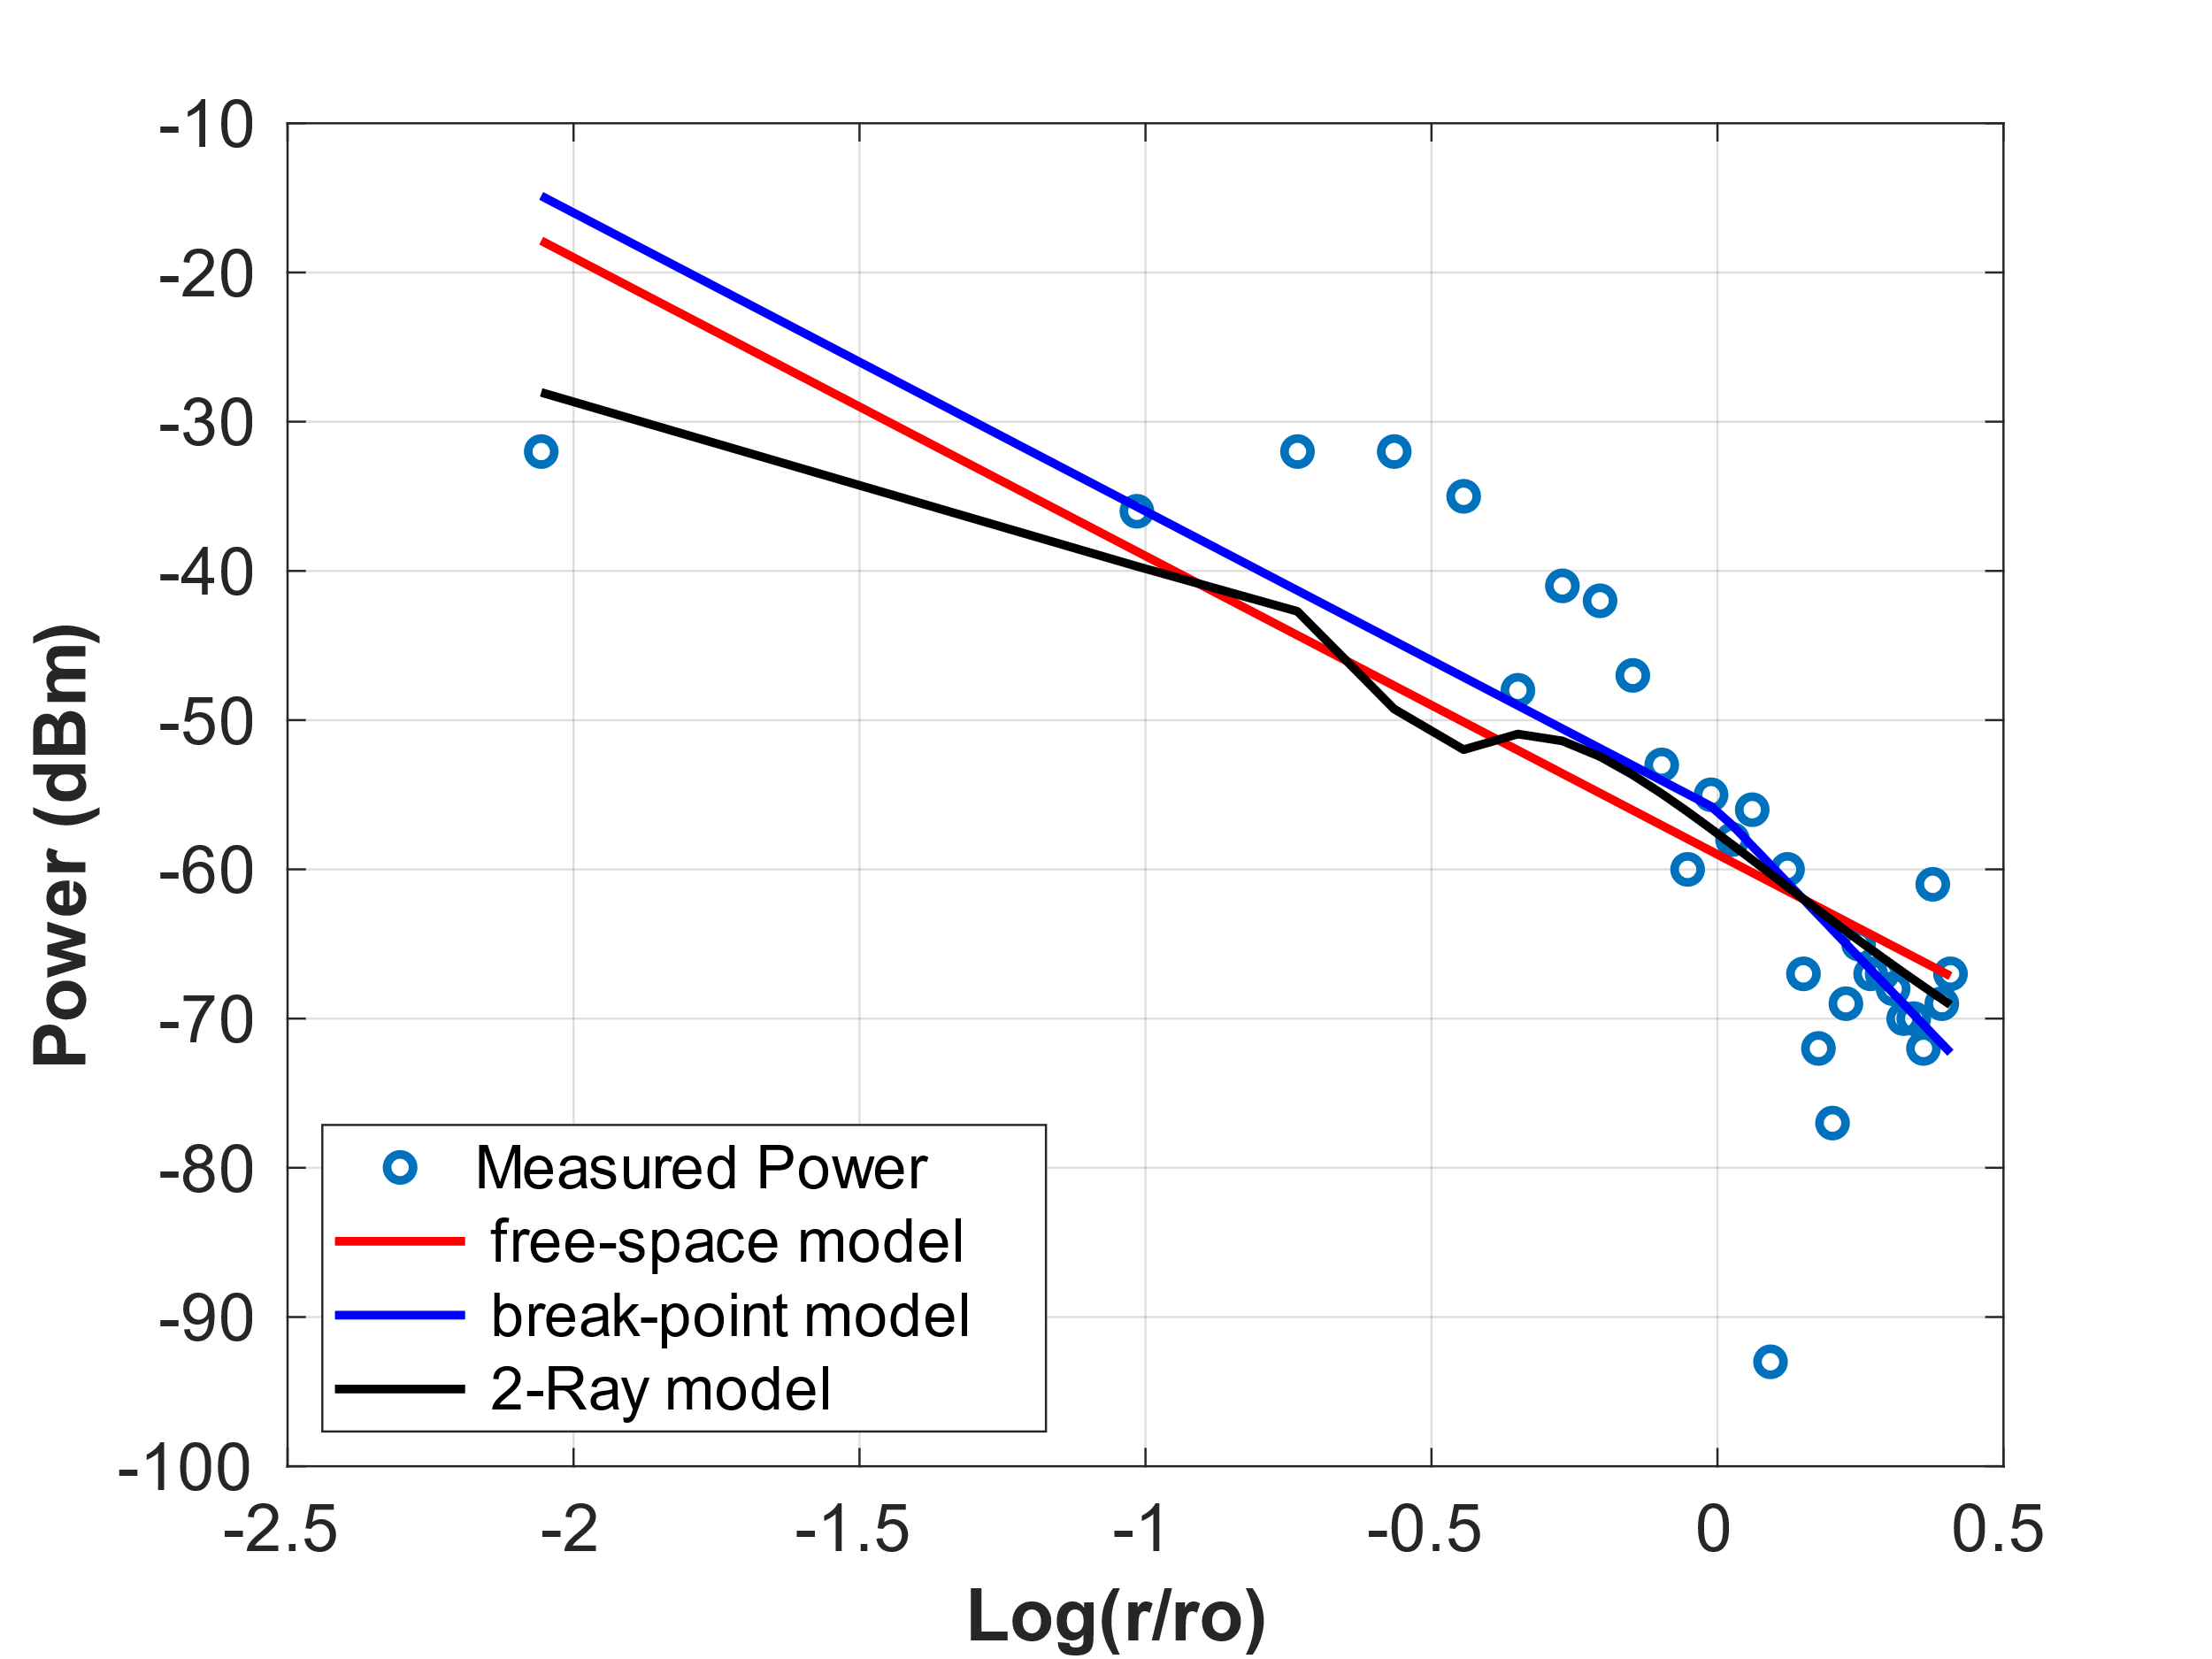 -10
-20
-30
-40
-50
-60
-70
-80
-90
-100
Power (dBm)
Measured Power
free-space model
break-point model
2-Ray model
-2.5 -2 -1.5 -1 -0.5 0 0.5
Log(r/ro)